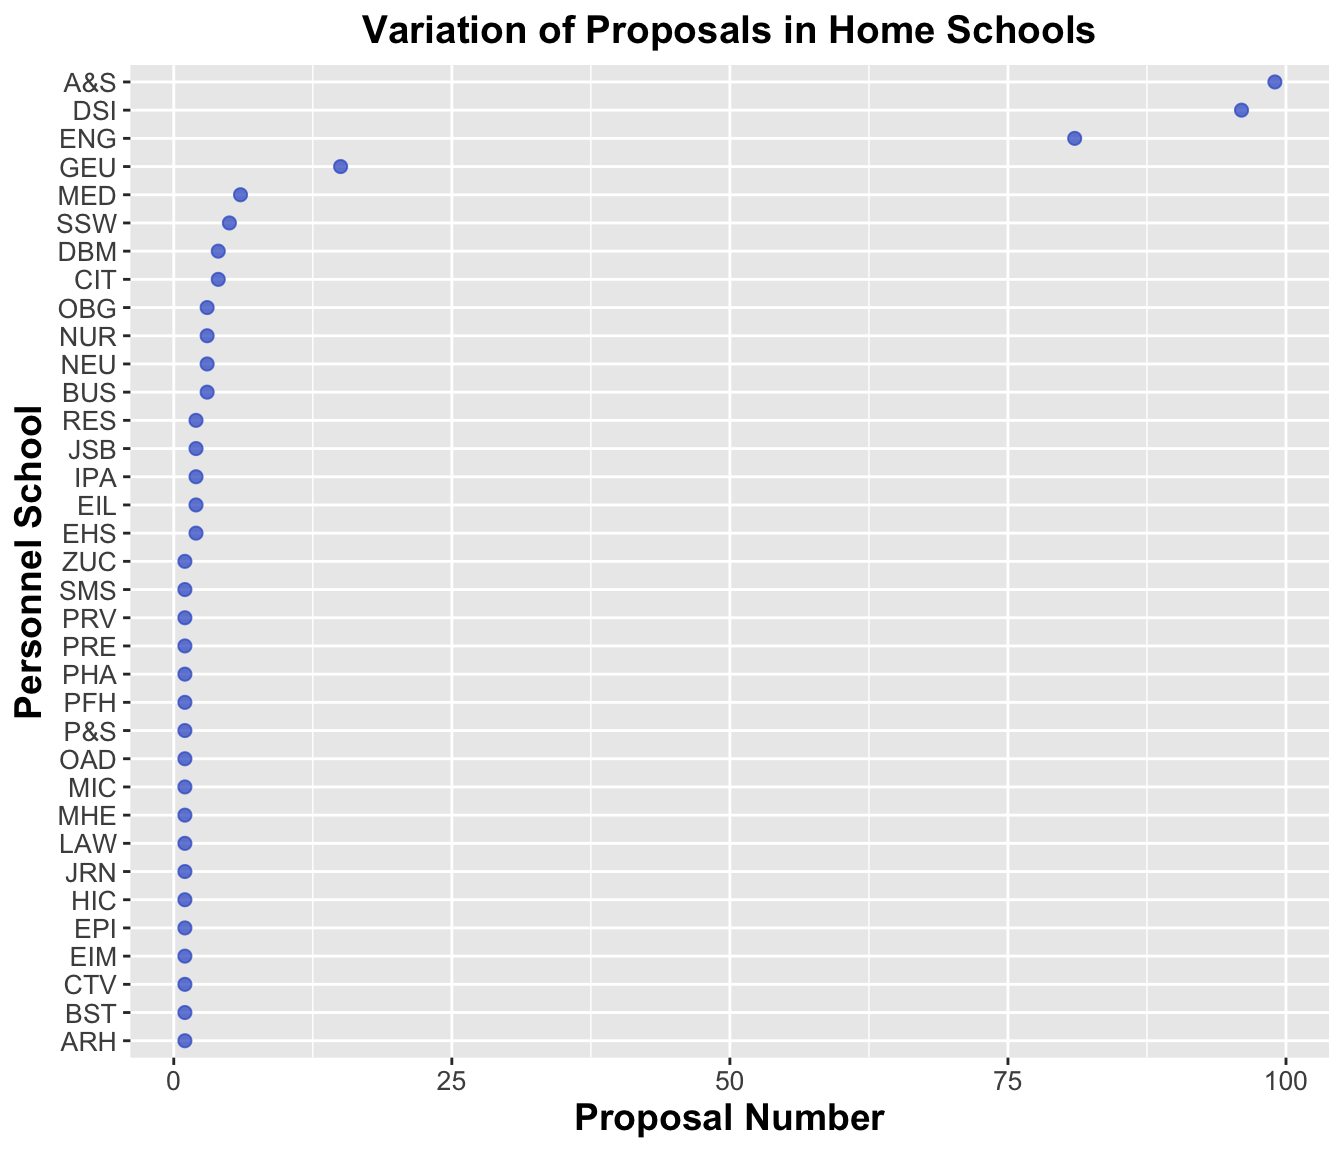 Variation of Proposals in Home Schools
Personnel School
A&S
DSI
ENG
GEU
MED
SSW
DBM
CIT
OBG
NUR
NEU
BUS
RES
JSB
IPA
EIL
EHS
ZUC
SMS
PRV
PRE
PHA
PFH
P&S
OAD
MIC
MHE
LAW
JRN
HIC
EPI
EIM
CTV
BST
ARH
0 25 50 75 100
Proposal Number